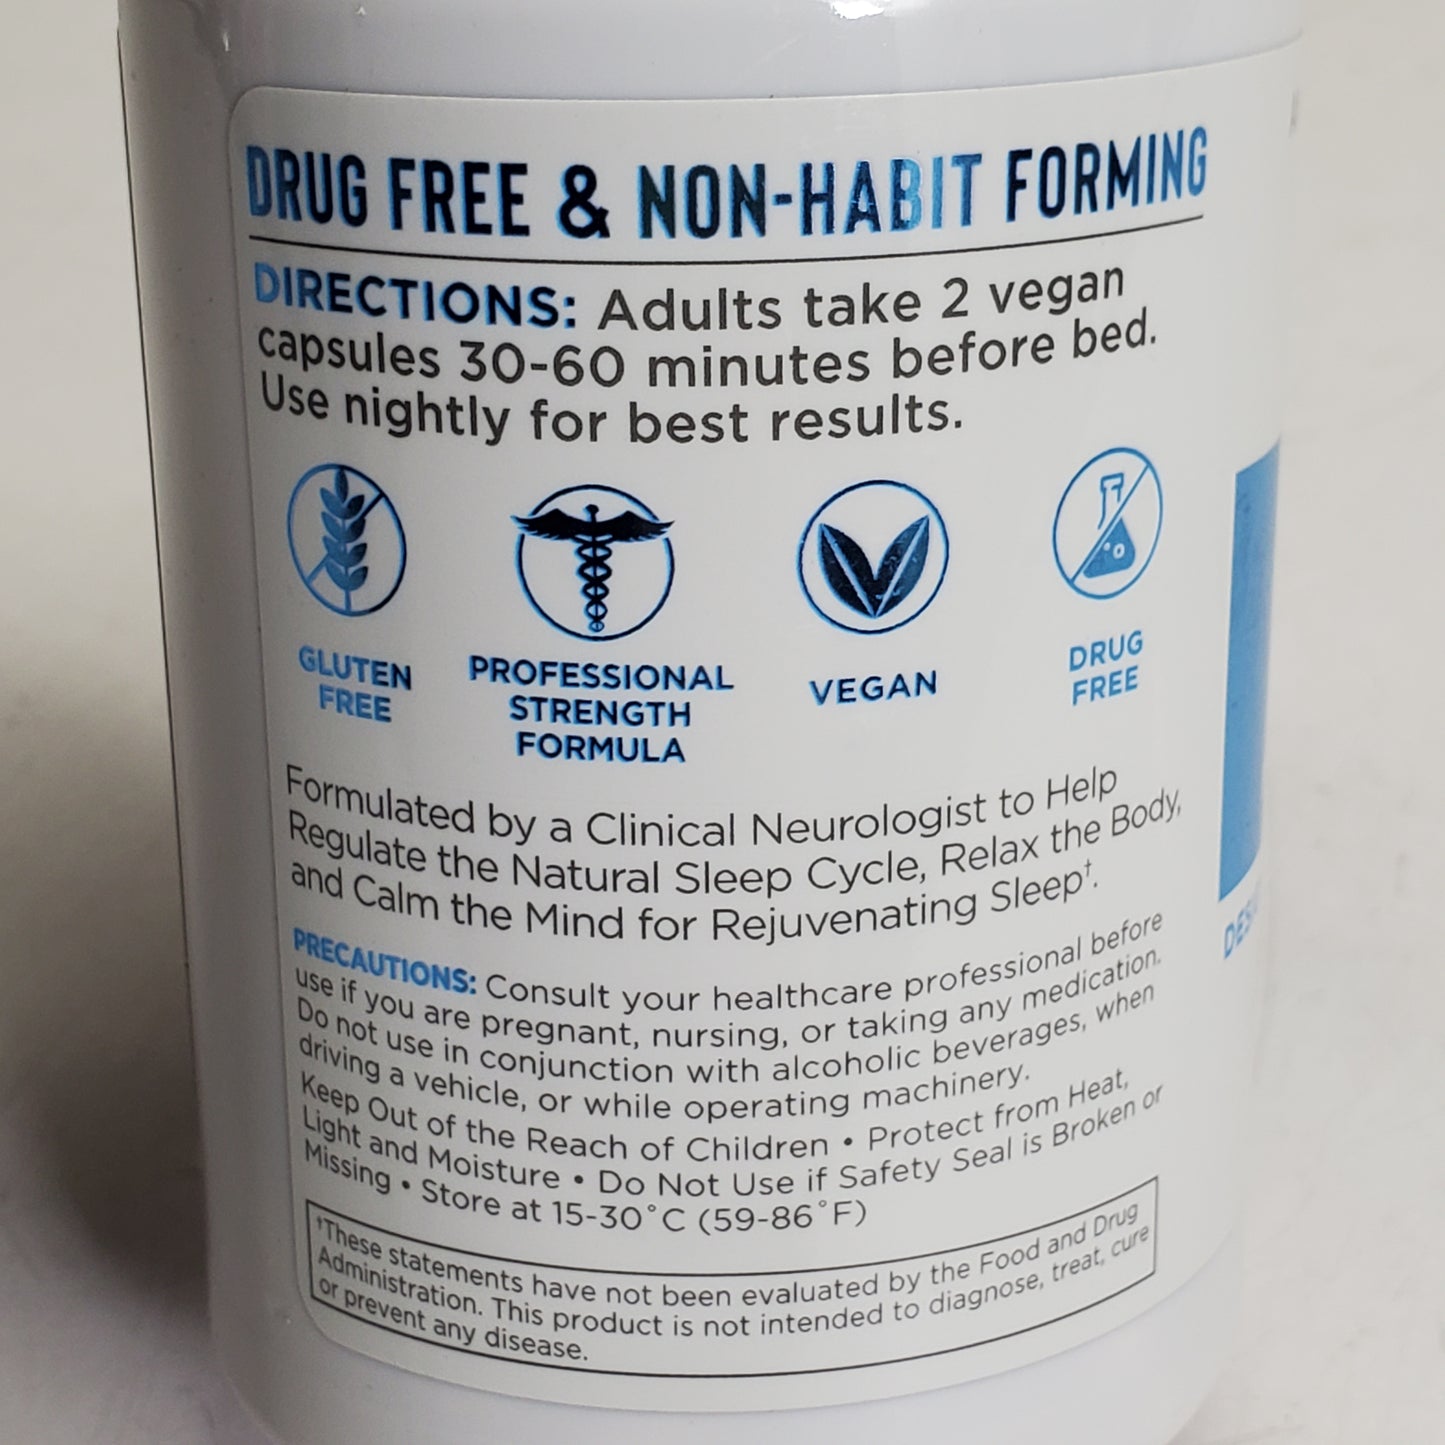 DRUG FREE & NON-HABIT FORMING
DIRECTIONS: Adults take 2 vegan
capsules 30-60 minutes before bed.
Use nightly for best results.
GLUTEN
FREE
PROFESSIONAL
STRENGTH
FORMULA
VEGAN
DRUG
FREE
Formulated by a Clinical Neurologist to Help
Regulate the Natural Sleep Cycle, Relax the Body,
and Calm the Mind for Rejuvenating Sleep†.
PRECAUTIONS: Consult your healthcare professional before
use if you are pregnant, nursing, or taking any medication.
Do not use in conjunction with alcoholic beverages, when
driving a vehicle, or while operating machinery.
Keep Out of the Reach of Children • Protect from Heat,
Light and Moisture • Do Not Use if Safety Seal is Broken or
Missing • Store at 15-30°C (59-86°F)
†These statements have not been evaluated by the Food and Drug
Administration. This product is not intended to diagnose, treat, cure
or prevent any disease.